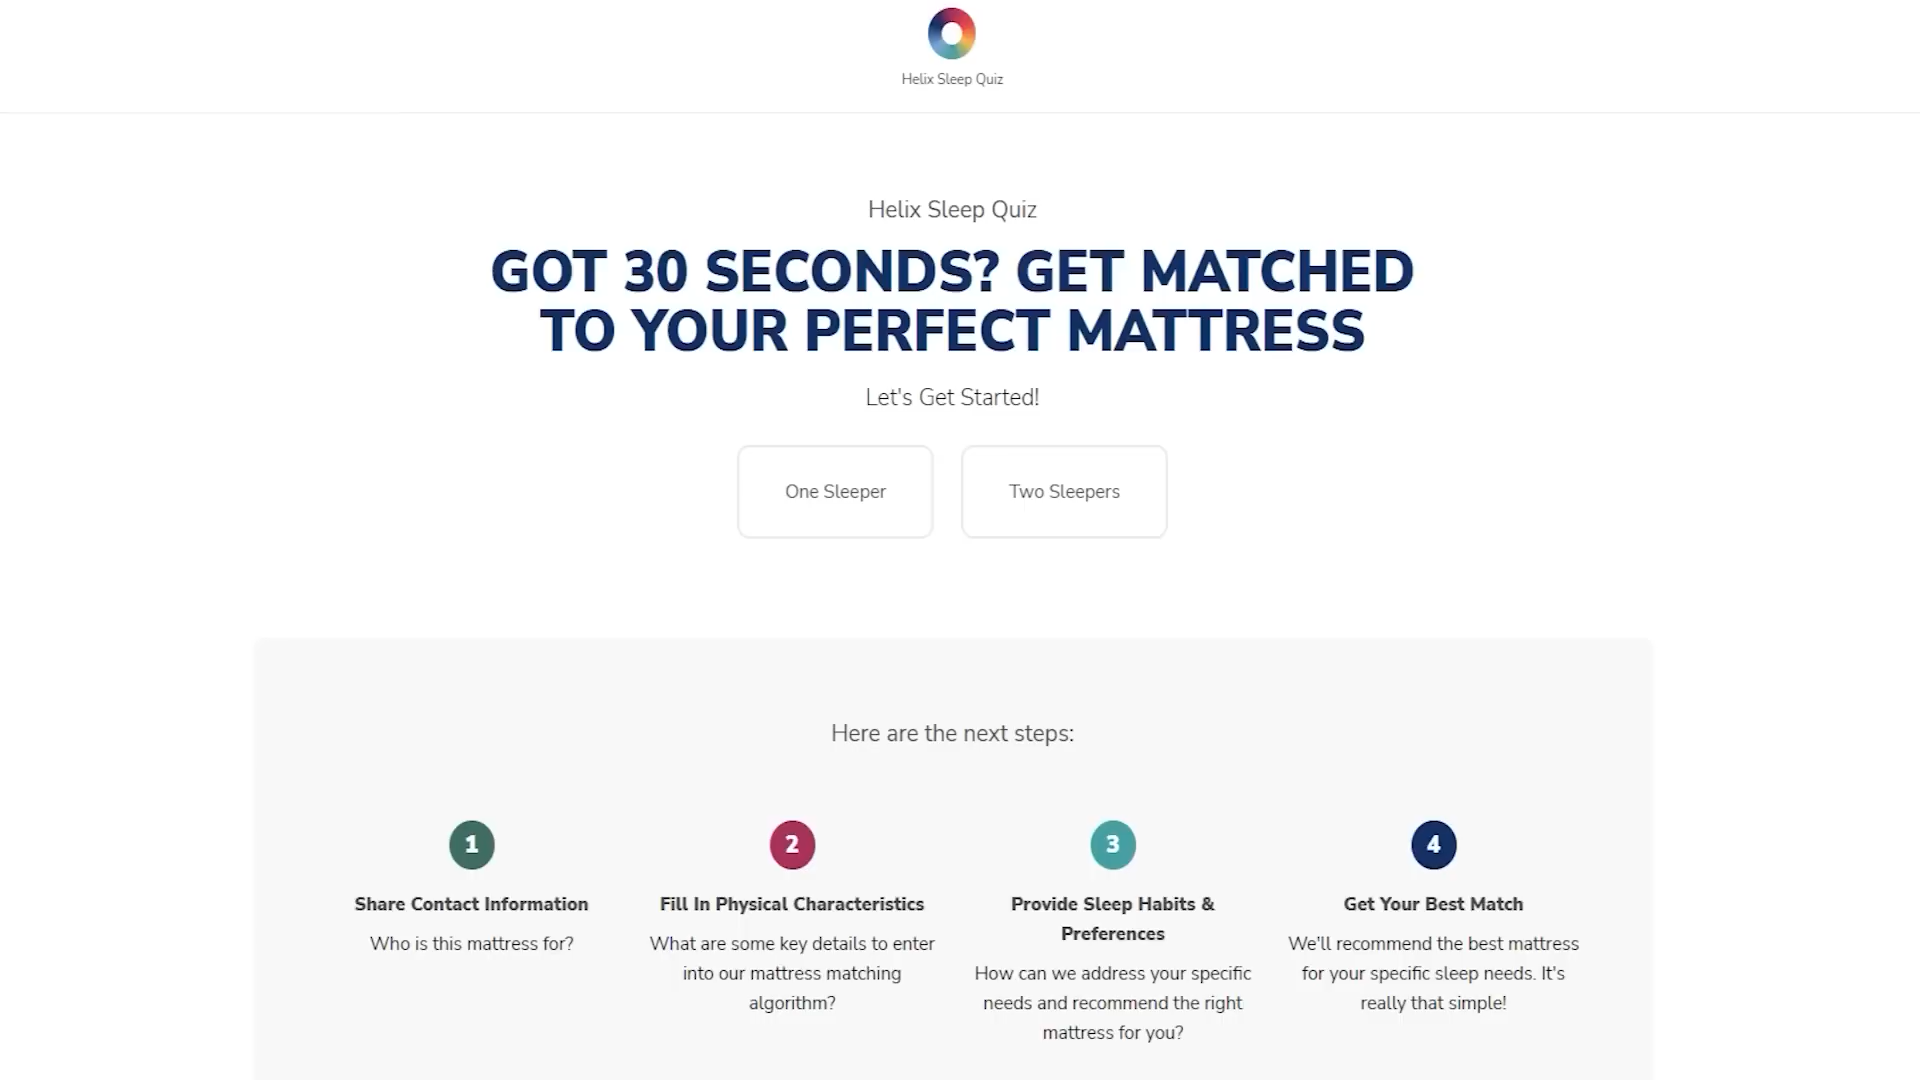 Helix Sleep Quiz
Helix Sleep Quiz
GOT 30 SECONDS? GET MATCHED
TO YOUR PERFECT MATTRESS
Let's Get Started!
One Sleeper
Two Sleepers
Here are the next steps:
1
Share Contact Information
Who is this mattress for?
2
Fill In Physical Characteristics
What are some key details to enter
into our mattress matching
algorithm?
3
Provide Sleep Habits &
Preferences
How can we address your specific
needs and recommend the right
mattress for you?
4
Get Your Best Match
We'll recommend the best mattress
for your specific sleep needs. It's
really that simple!